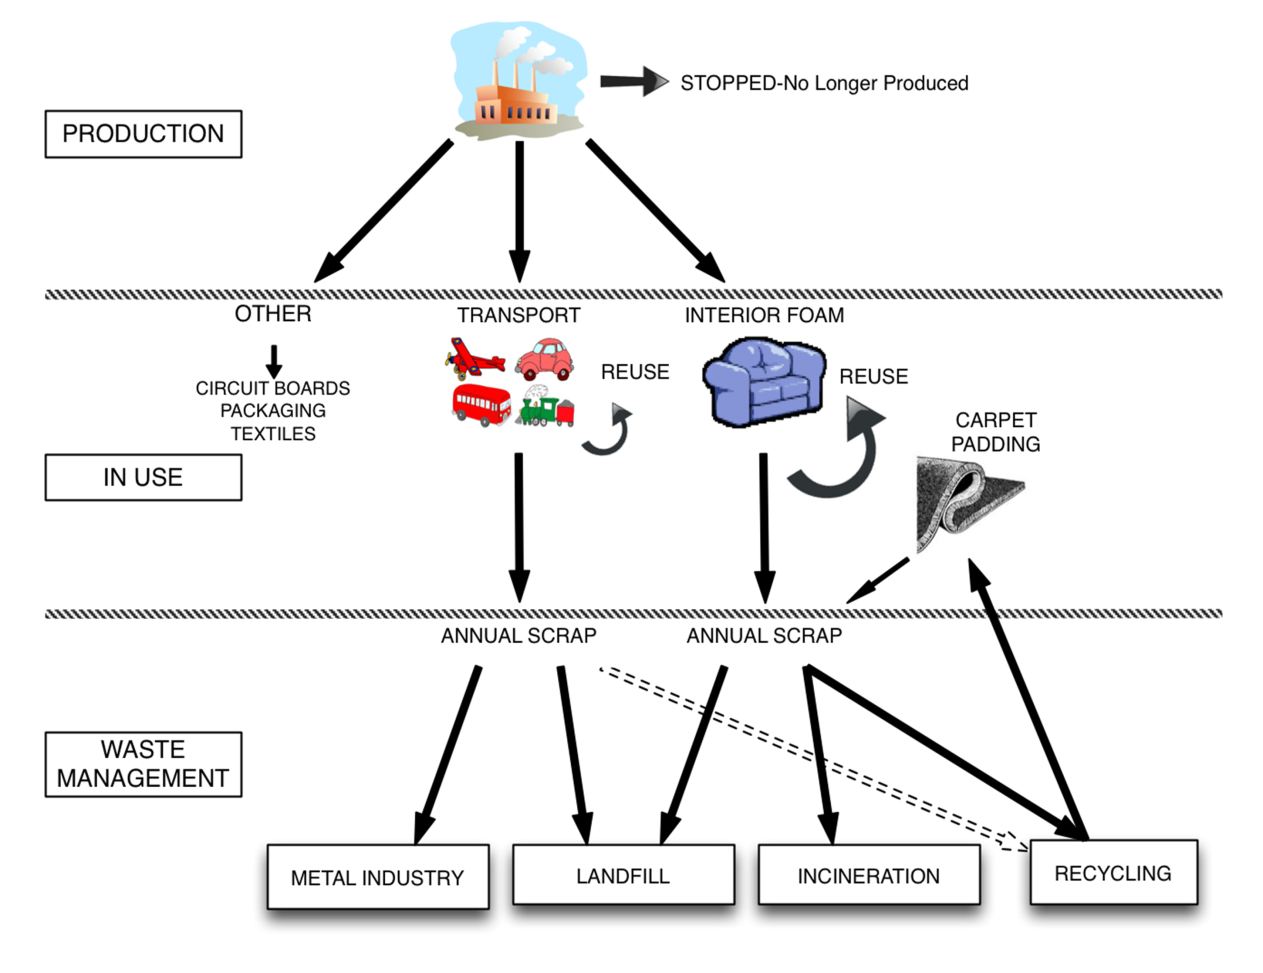 STOPPED-No Longer Produced
PRODUCTION
OTHER
TRANSPORT
INTERIOR FOAM
REUSE
REUSE
CIRCUIT BOARDS
PACKAGING
TEXTILES
CARPET
PADDING
IN USE
ANNUAL SCRAP
ANNUAL SCRAP
WASTE
MANAGEMENT
METAL INDUSTRY
LANDFILL
INCINERATION
RECYCLING